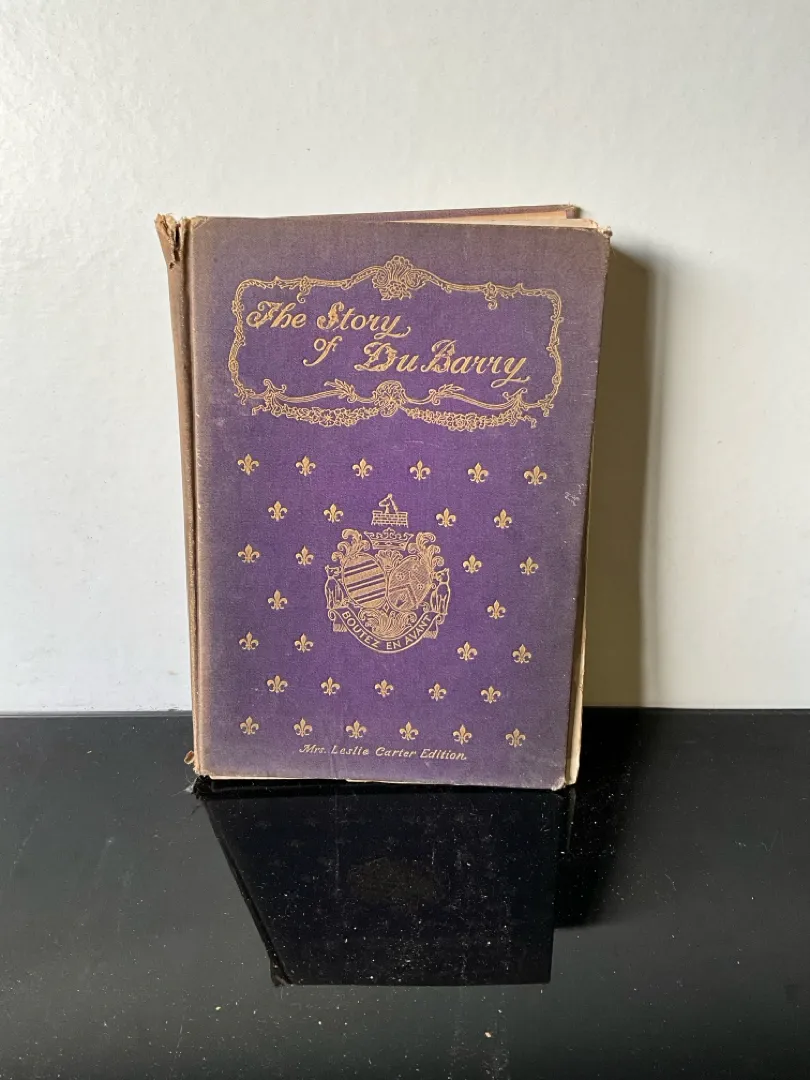 The Story
of Du Barry
BOUTEZ EN AVANT
Mrs. Leslie Carter Edition.